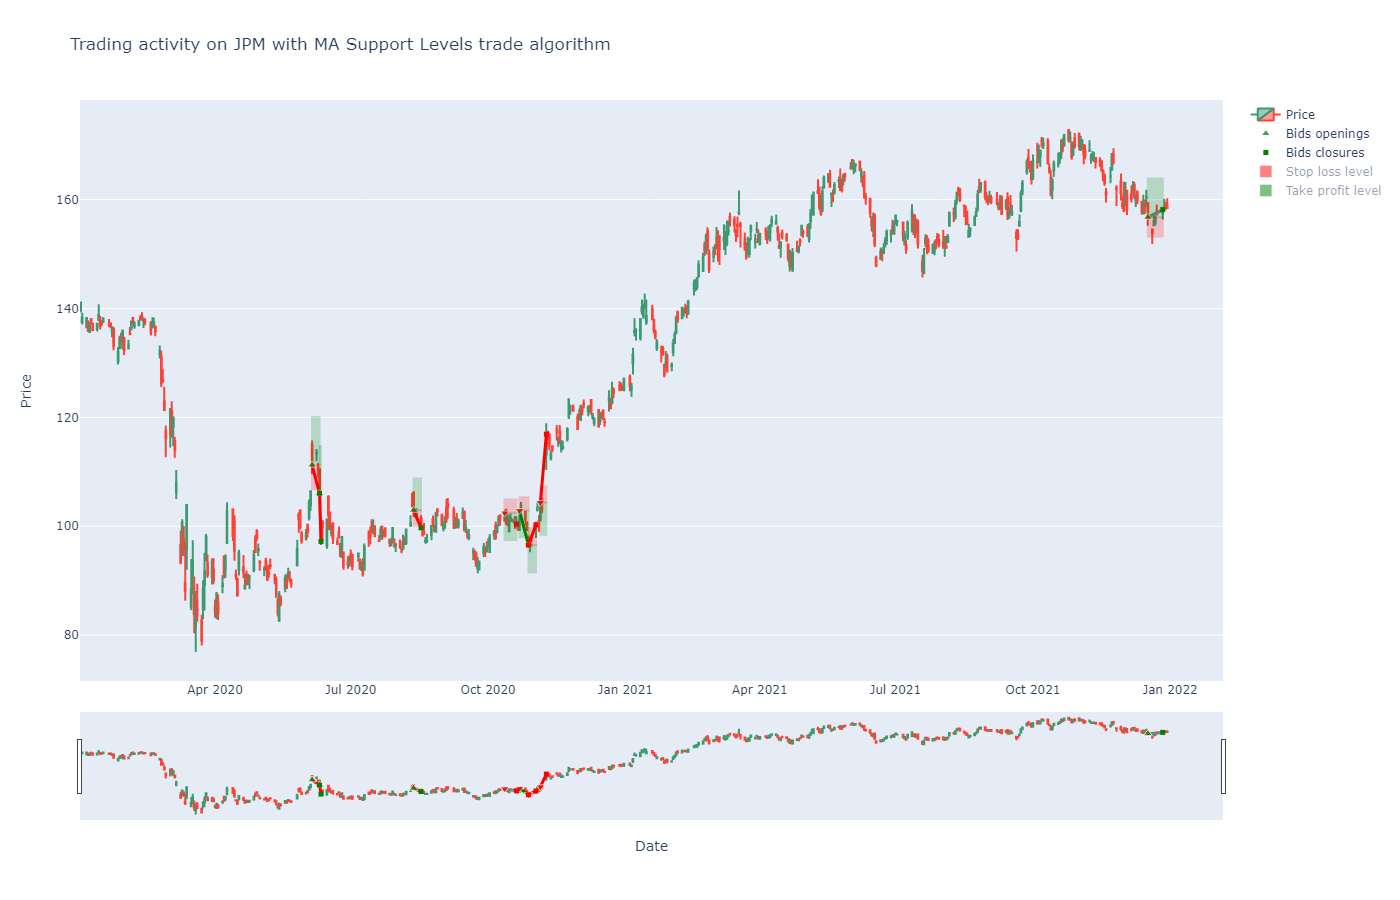 Trading activity on JPM with MA Support Levels trade algorithm
Price
Bids openings
Bids closures
Stop loss level
Take profit level
160
140
120
100
80
Price
Apr 2020
Jul 2020
Oct 2020
Jan 2021
Apr 2021
Jul 2021
Oct 2021
Jan 2022
Date